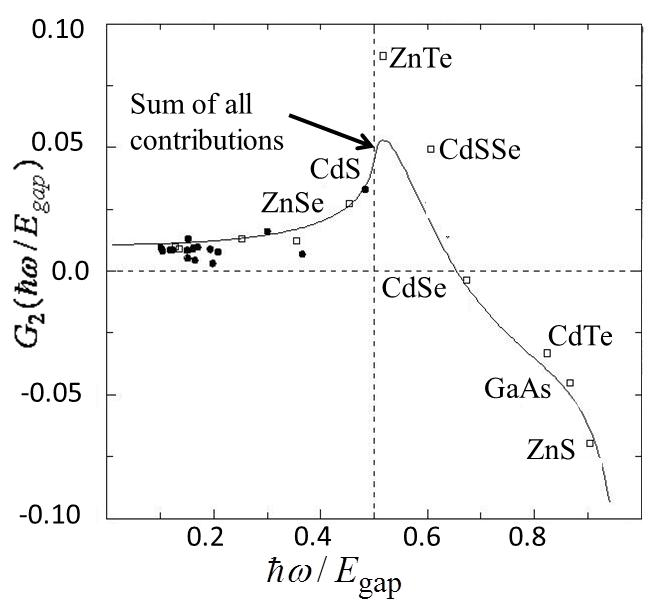 0.10
ZnTe
Sum of all
contributions
0.05
CdSSe
CdS
ZnSe
G₂(ħω/E_gap)
0.0
CdSe
CdTe
-0.05
GaAs
ZnS
-0.10
0.2
0.4
0.6
0.8
ħω / E_gap